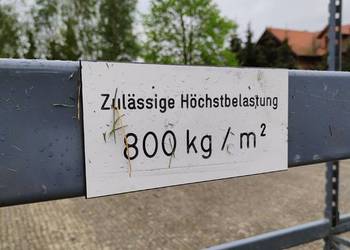 Zulässige Höchstbelastung
800 kg / m²